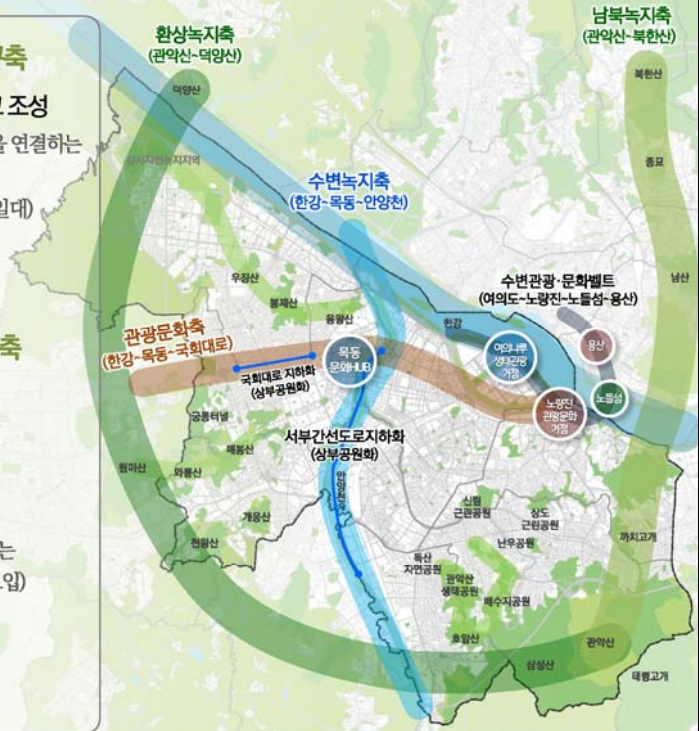 축
조성
을 연결하는
일대)
축
는
입)
환상녹지축
(관악산~덕양산)
남북녹지축
(관악산~북한산)
덕양산
북한산
종묘
수변녹지축
(한강~목동~안양천)
남산
우장산
봉제산
용왕산
수변관광·문화벨트
(여의도~노량진~노들섬~용산)
한강
용산
관광문화축
(한강~목동~국회대로)
목동
문화HUB
여의나루
생태관광
거점
국회대로 지하화
(상부공원화)
노들섬
노량진
관광문화
거점
궁동터널
서부간선도로지하화
(상부공원화)
매봉산
원미산
와룡산
안양천
개웅산
신림
근린공원
상도
근린공원
천왕산
난우공원
까치고개
독산
자연공원
관악산
생태공원
배수지공원
호암산
관악산
삼성산
태령고개